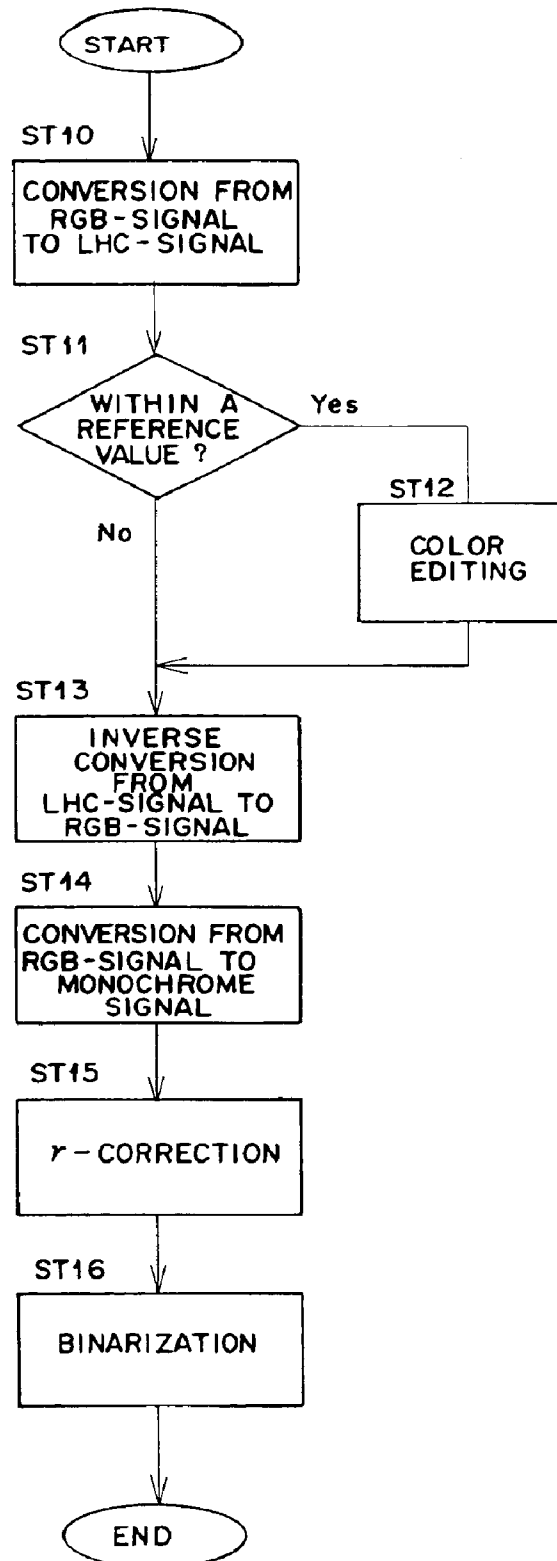 START
ST10
CONVERSION FROM
RGB-SIGNAL
TO LHC-SIGNAL
ST11
WITHIN A
REFERENCE
VALUE ?
Yes
No
ST12
COLOR
EDITING
ST13
INVERSE
CONVERSION
FROM
LHC-SIGNAL TO
RGB-SIGNAL
ST14
CONVERSION FROM
RGB-SIGNAL TO
MONOCHROME
SIGNAL
ST15
r-CORRECTION
ST16
BINARIZATION
END